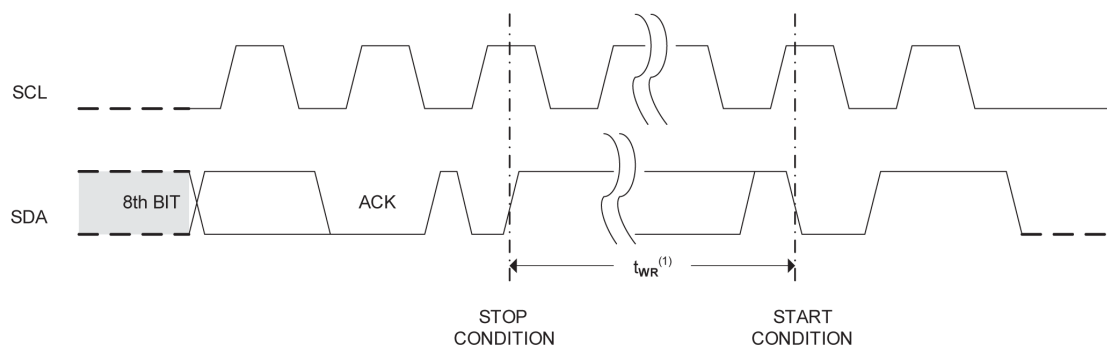 SCL
SDA
8th BIT
ACK
tWR(1)
STOP
CONDITION
START
CONDITION